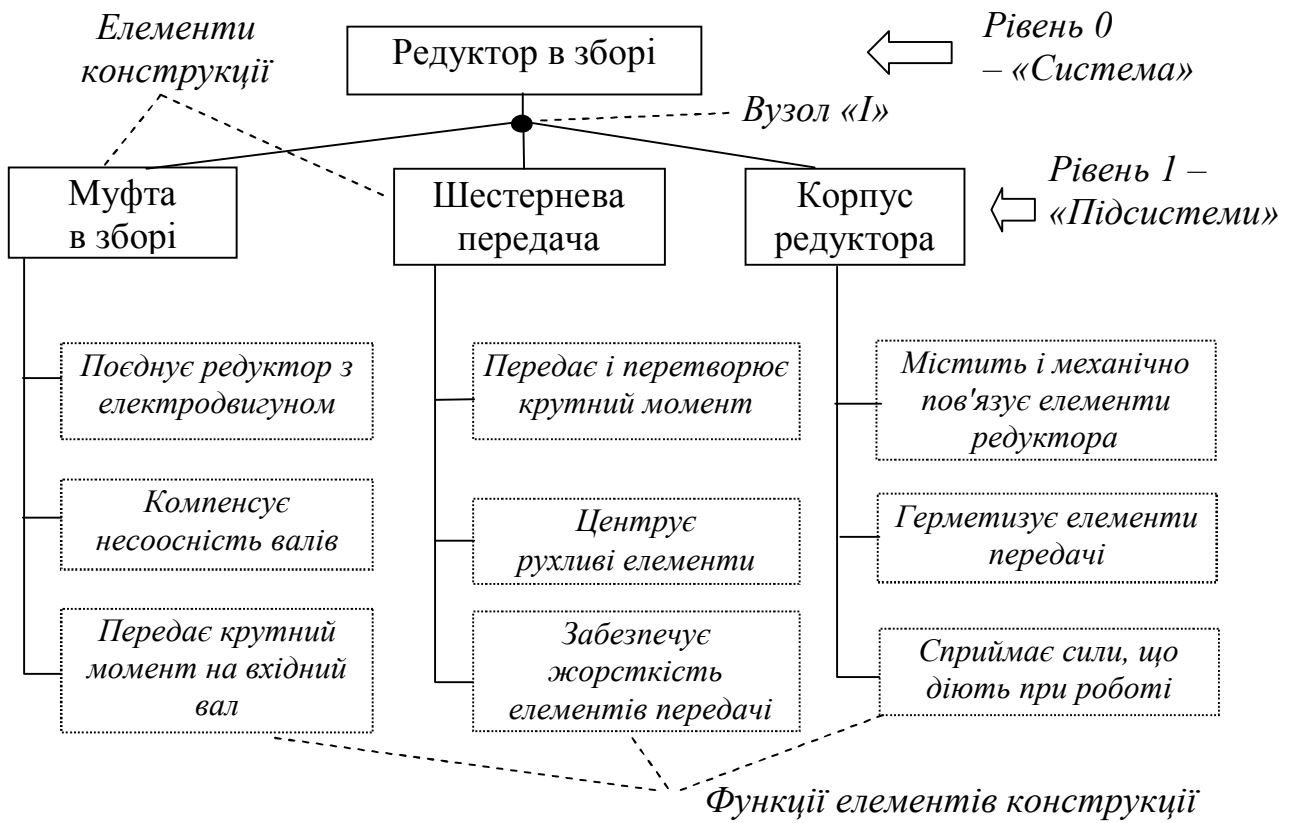 Елементи
конструкції
Редуктор в зборі
Рівень 0
– «Система»
Вузол «І»
Муфта
в зборі
Шестернева
передача
Корпус
редуктора
Рівень 1 –
«Підсистеми»
Поєднує редуктор з
електродвигуном
Компенсує
несоосність валів
Передає крутний
момент на вхідний
вал
Передає і перетворює
крутний момент
Центрує
рухливі елементи
Забезпечує
жорсткість
елементів передачі
Містить і механічно
пов'язує елементи
редуктора
Герметизує елементи
передачі
Сприймає сили, що
діють при роботі
Функції елементів конструкції